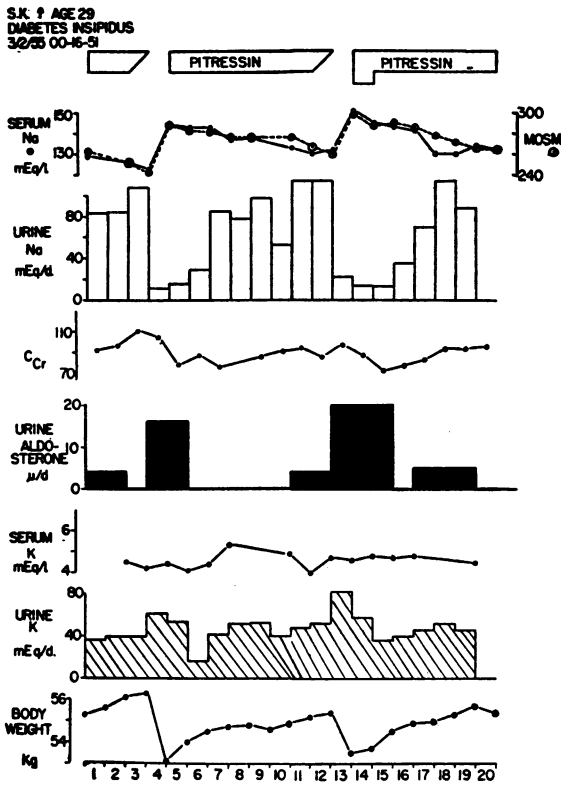 S.K. ♀ AGE 29
DIABETES INSIPIDUS
3/2/55 00-16-51
PITRESSIN
PITRESSIN
SERUM
Na
mEq/l.
150
130
300
MOSM
240
URINE
Na
mEq/d.
80
40
0
CCr
110
70
URINE
ALDO-
STERONE
μ/d
20
10
0
SERUM
K
mEq/l
6
4
URINE
K
mEq/d.
80
40
0
BODY
WEIGHT
Kg
56
54
1 2 3 4 5 6 7 8 9 10 11 12 13 14 15 16 17 18 19 20